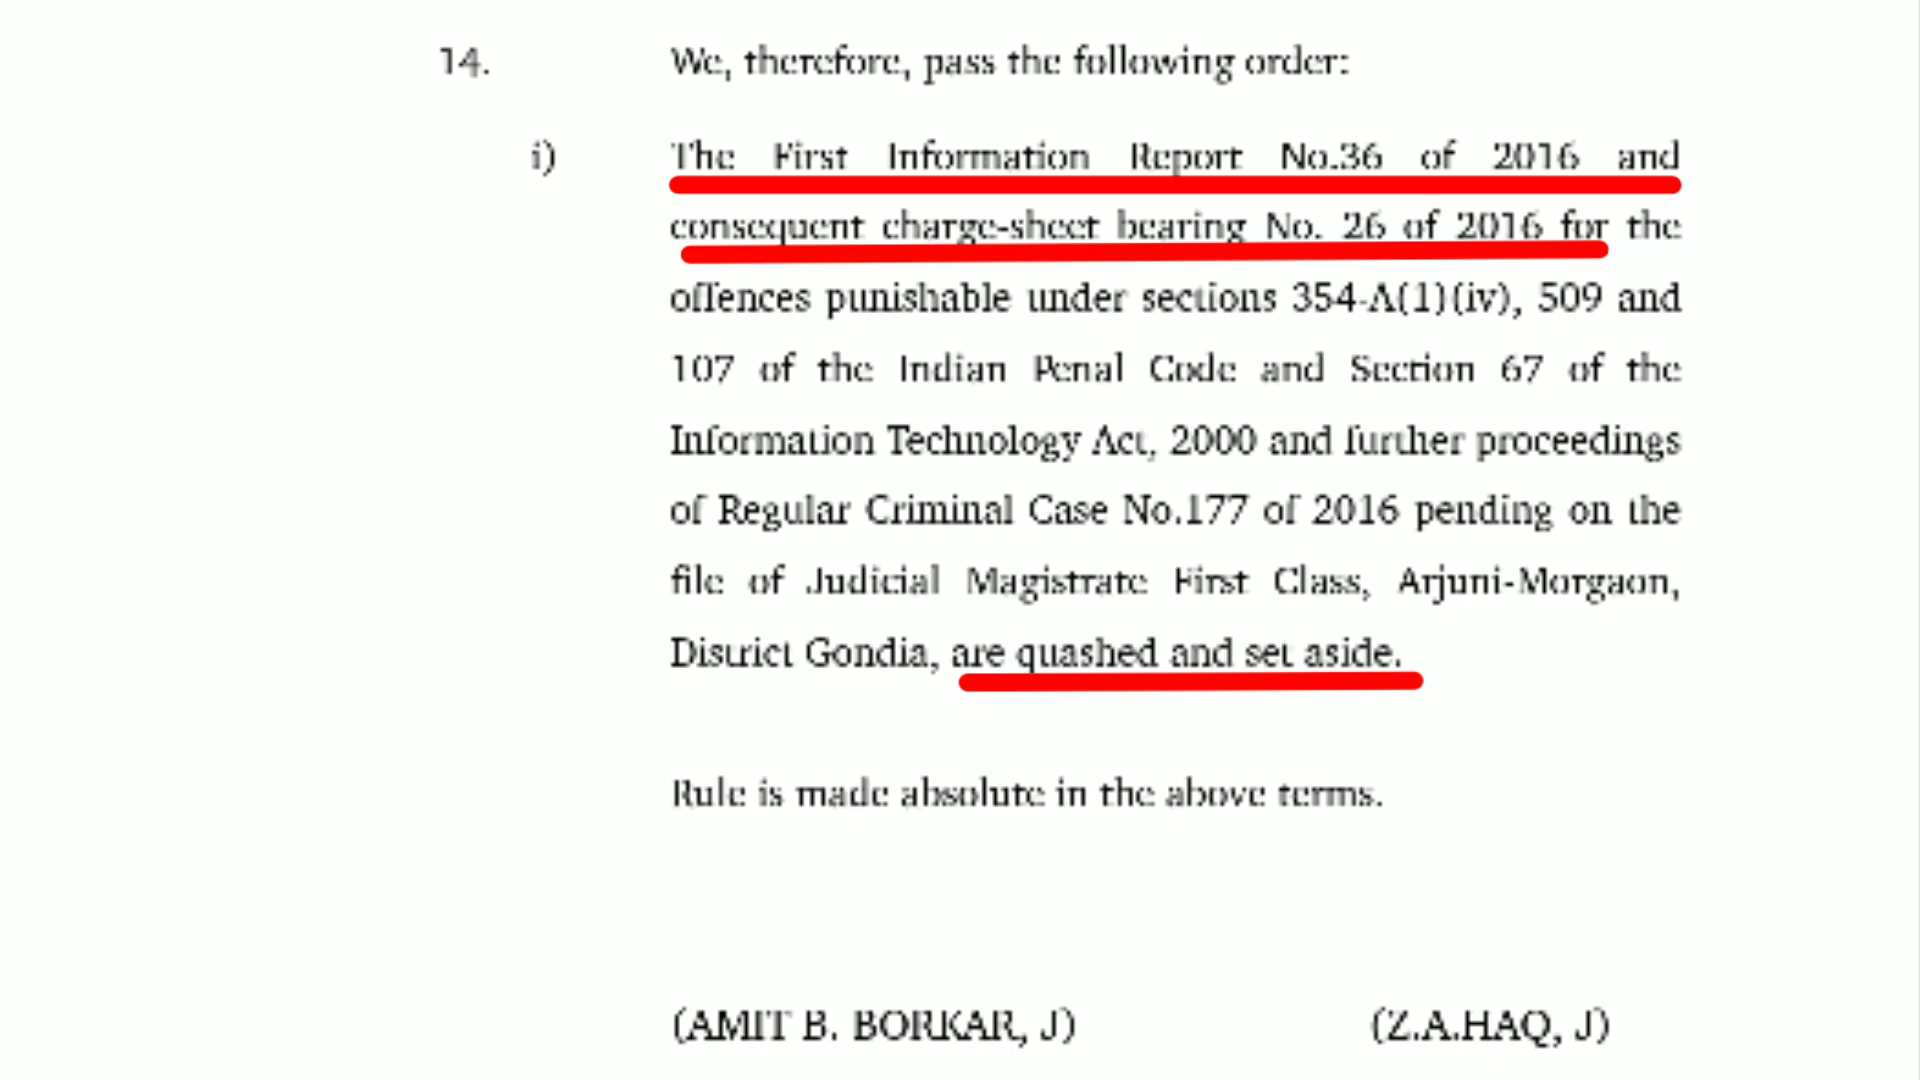 14. We, therefore, pass the following order:
i) The First Information Report No.36 of 2016 and
consequent charge-sheet bearing No. 26 of 2016 for the
offences punishable under sections 354-A(1)(iv), 509 and
107 of the Indian Penal Code and Section 67 of the
Information Technology Act, 2000 and further proceedings
of Regular Criminal Case No.177 of 2016 pending on the
file of Judicial Magistrate First Class, Arjuni-Morgaon,
District Gondia, are quashed and set aside.
Rule is made absolute in the above terms.
(AMIT B. BORKAR, J) (Z.A.HAQ, J)